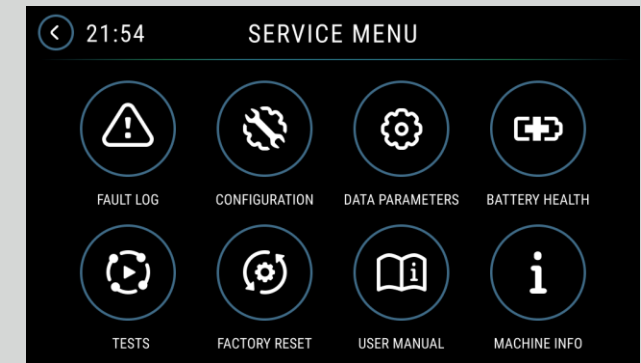 21:54 SERVICE MENU
FAULT LOG CONFIGURATION DATA PARAMETERS BATTERY HEALTH
TESTS FACTORY RESET USER MANUAL MACHINE INFO